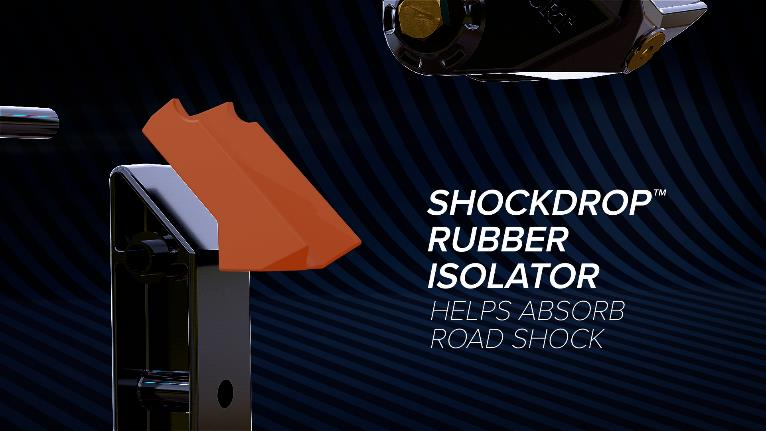 SHOCKDROP™
RUBBER
ISOLATOR
HELPS ABSORB
ROAD SHOCK